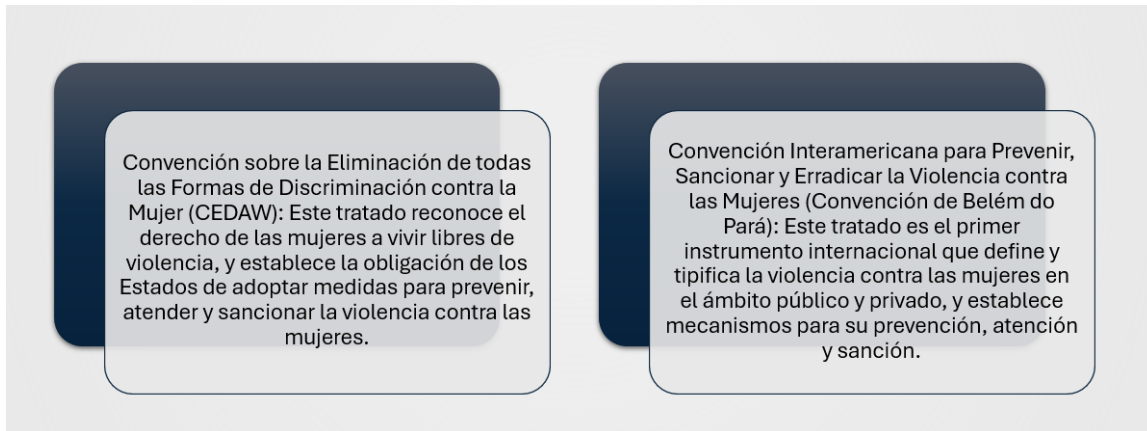 Convención sobre la Eliminación de todas
las Formas de Discriminación contra la
Mujer (CEDAW): Este tratado reconoce el
derecho de las mujeres a vivir libres de
violencia, y establece la obligación de los
Estados de adoptar medidas para prevenir,
atender y sancionar la violencia contra las
mujeres.
Convención Interamericana para Prevenir,
Sancionar y Erradicar la Violencia contra
las Mujeres (Convención de Belém do
Pará): Este tratado es el primer
instrumento internacional que define y
tipifica la violencia contra las mujeres en
el ámbito público y privado, y establece
mecanismos para su prevención, atención
y sanción.